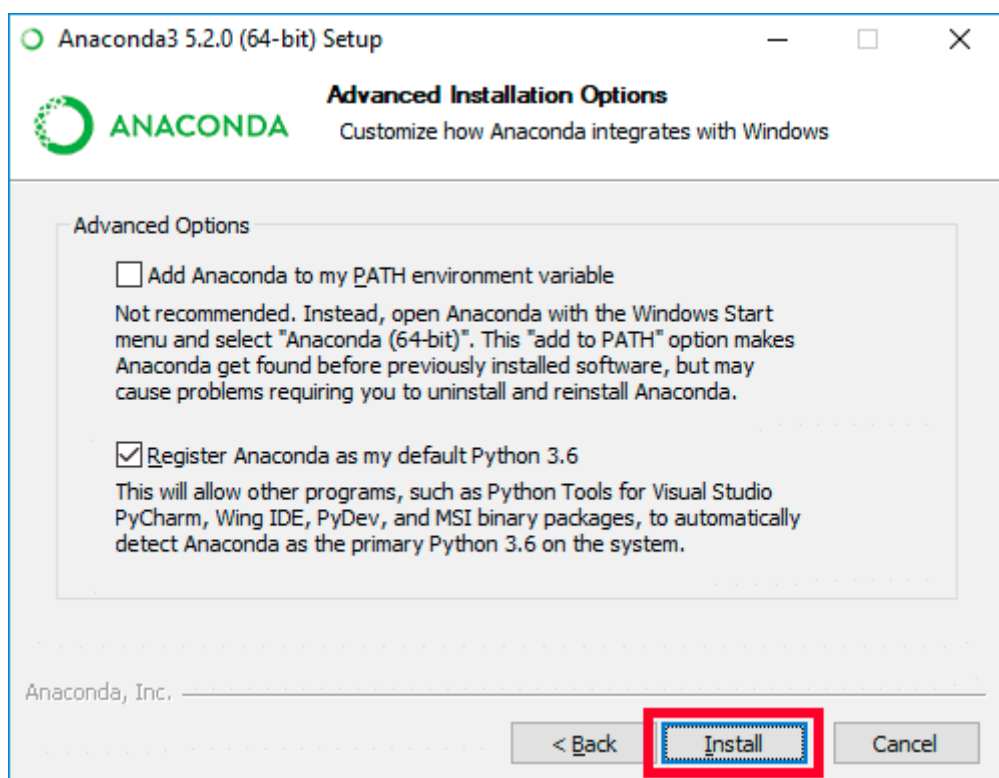 Anaconda3 5.2.0 (64-bit) Setup
Advanced Installation Options
ANACONDA
Customize how Anaconda integrates with Windows
Advanced Options
Add Anaconda to my PATH environment variable
Not recommended. Instead, open Anaconda with the Windows Start
menu and select "Anaconda (64-bit)". This "add to PATH" option makes
Anaconda get found before previously installed software, but may
cause problems requiring you to uninstall and reinstall Anaconda.
Register Anaconda as my default Python 3.6
This will allow other programs, such as Python Tools for Visual Studio
PyCharm, Wing IDE, PyDev, and MSI binary packages, to automatically
detect Anaconda as the primary Python 3.6 on the system.
Anaconda, Inc.
< Back Install Cancel